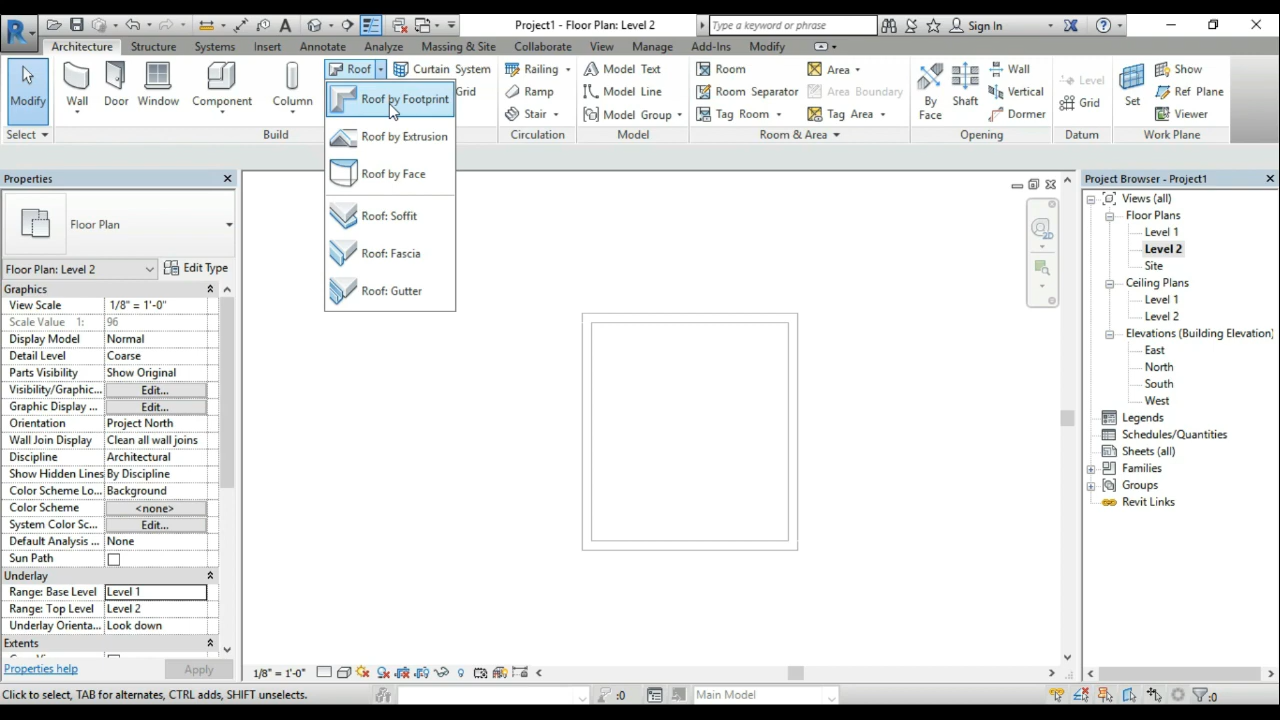 Project1 - Floor Plan: Level 2
Type a keyword or phrase
Sign In
Architecture Structure Systems Insert Annotate Analyze Massing & Site Collaborate View Manage Add-Ins Modify
Modify
Wall
Door
Window
Component
Column
Roof
Curtain System
Grid
Railing
Ramp
Stair
Model Text
Model Line
Model Group
Room
Room Separator
Tag Room
Area
Area Boundary
Tag Area
By
Face
Shaft
Wall
Vertical
Dormer
Level
Grid
Set
Show
Ref Plane
Viewer
Select
Build
Circulation
Model
Room & Area
Opening
Datum
Work Plane
Roof by Footprint
Roof by Extrusion
Roof by Face
Roof: Soffit
Roof: Fascia
Roof: Gutter
Properties
Floor Plan
Floor Plan: Level 2
Edit Type
Graphics
View Scale 1/8" = 1'-0"
Scale Value 1: 96
Display Model Normal
Detail Level Coarse
Parts Visibility Show Original
Visibility/Graphic... Edit...
Graphic Display ... Edit...
Orientation Project North
Wall Join Display Clean all wall joins
Discipline Architectural
Show Hidden Lines By Discipline
Color Scheme Lo... Background
Color Scheme <none>
System Color Sc... Edit...
Default Analysis ... None
Sun Path
Underlay
Range: Base Level Level 1
Range: Top Level Level 2
Underlay Orienta... Look down
Extents
Properties help
Apply
1/8" = 1'-0"
Project Browser - Project1
Views (all)
Floor Plans
Level 1
Level 2
Site
Ceiling Plans
Level 1
Level 2
Elevations (Building Elevation)
East
North
South
West
Legends
Schedules/Quantities
Sheets (all)
Families
Groups
Revit Links
Click to select, TAB for alternates, CTRL adds, SHIFT unselects.
:0
Main Model
:0